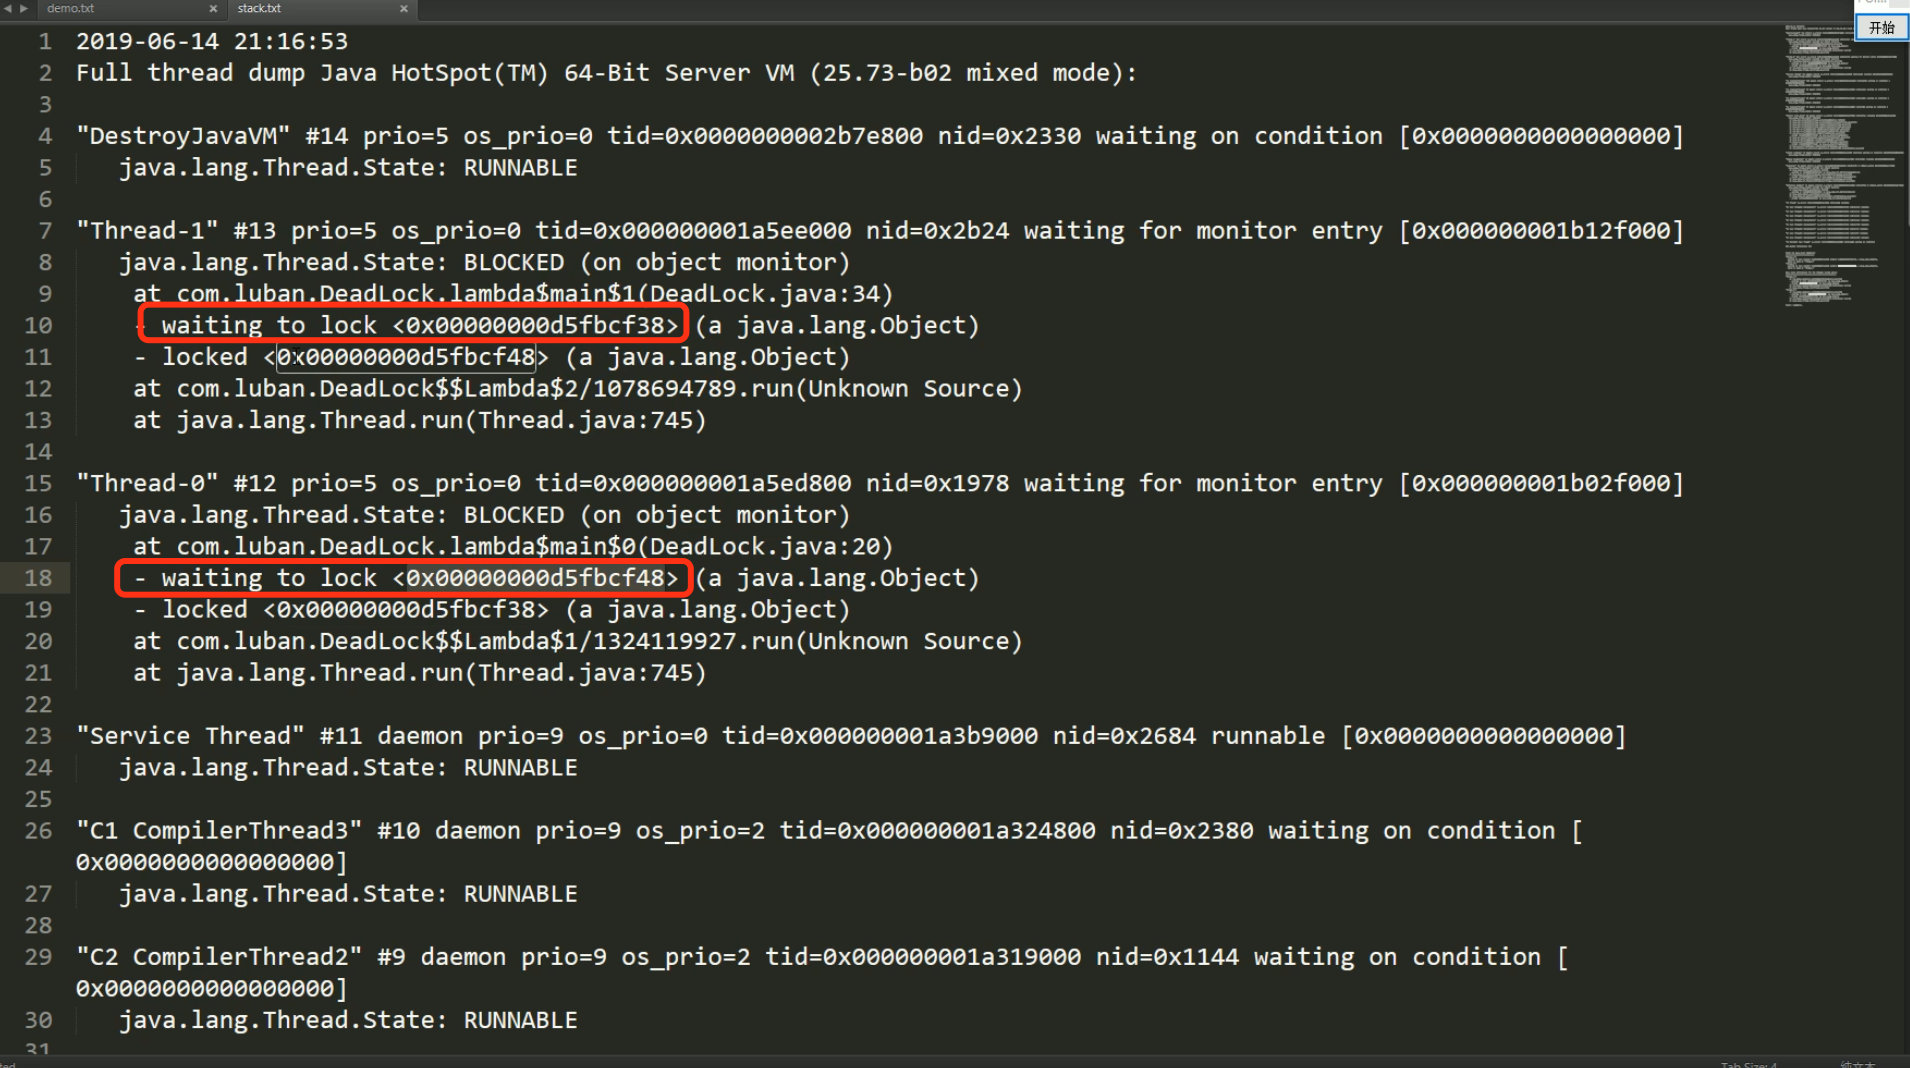 demo.txt
stack.txt
开始
1 2019-06-14 21:16:53
2 Full thread dump Java HotSpot(TM) 64-Bit Server VM (25.73-b02 mixed mode):
3
4 "DestroyJavaVM" #14 prio=5 os_prio=0 tid=0x0000000002b7e800 nid=0x2330 waiting on condition [0x0000000000000000]
5 java.lang.Thread.State: RUNNABLE
6
7 "Thread-1" #13 prio=5 os_prio=0 tid=0x000000001a5ee000 nid=0x2b24 waiting for monitor entry [0x000000001b12f000]
8 java.lang.Thread.State: BLOCKED (on object monitor)
9 at com.luban.DeadLock.lambda$main$1(DeadLock.java:34)
10 - waiting to lock <0x00000000d5fbcf38> (a java.lang.Object)
11 - locked <0x00000000d5fbcf48> (a java.lang.Object)
12 at com.luban.DeadLock$$Lambda$2/1078694789.run(Unknown Source)
13 at java.lang.Thread.run(Thread.java:745)
14
15 "Thread-0" #12 prio=5 os_prio=0 tid=0x000000001a5ed800 nid=0x1978 waiting for monitor entry [0x000000001b02f000]
16 java.lang.Thread.State: BLOCKED (on object monitor)
17 at com.luban.DeadLock.lambda$main$0(DeadLock.java:20)
18 - waiting to lock <0x00000000d5fbcf48> (a java.lang.Object)
19 - locked <0x00000000d5fbcf38> (a java.lang.Object)
20 at com.luban.DeadLock$$Lambda$1/1324119927.run(Unknown Source)
21 at java.lang.Thread.run(Thread.java:745)
22
23 "Service Thread" #11 daemon prio=9 os_prio=0 tid=0x000000001a3b9000 nid=0x2684 runnable [0x0000000000000000]
24 java.lang.Thread.State: RUNNABLE
25
26 "C1 CompilerThread3" #10 daemon prio=9 os_prio=2 tid=0x000000001a324800 nid=0x2380 waiting on condition [
0x0000000000000000]
27 java.lang.Thread.State: RUNNABLE
28
29 "C2 CompilerThread2" #9 daemon prio=9 os_prio=2 tid=0x000000001a319000 nid=0x1144 waiting on condition [
0x0000000000000000]
30 java.lang.Thread.State: RUNNABLE
31
Tab Size: 4